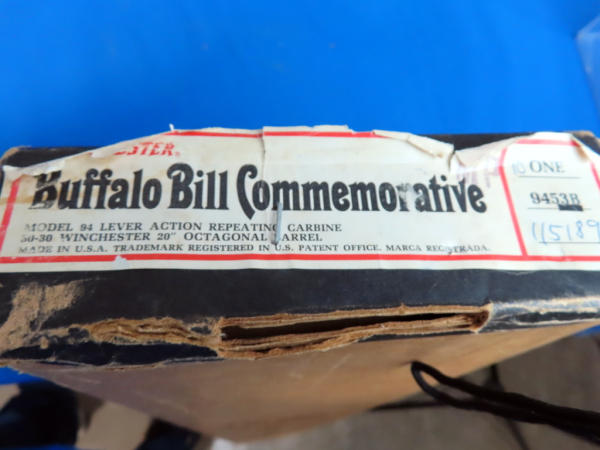 STER.
Buffalo Bill Commemorative
MODEL 94 LEVER ACTION REPEATING CARBINE
30-30 WINCHESTER 20" OCTAGONAL BARREL
MADE IN U.S.A. TRADEMARK REGISTERED IN U.S. PATENT OFFICE. MARCA REGISTRADA.
10 ONE
9453B
115189